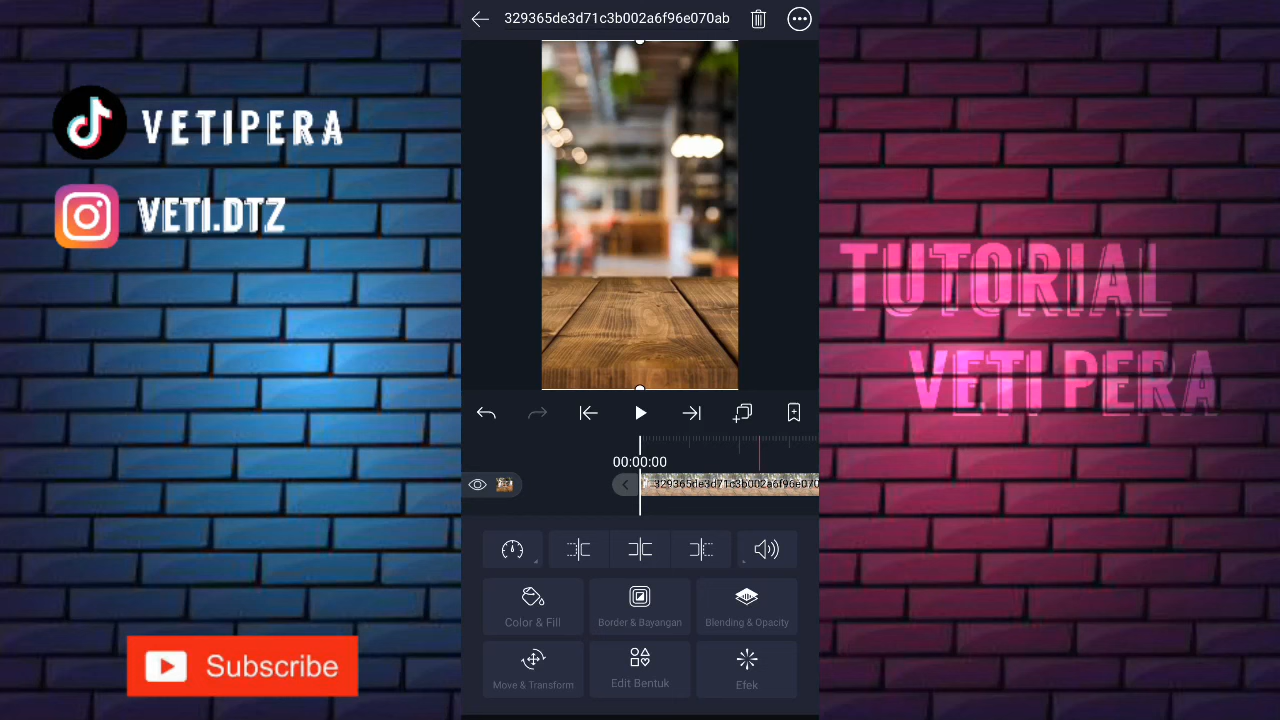 329365de3d71c3b002a6f96e070ab
VETIPERA
VETI.DTZ
TUTORIAL
VETI PERA
00:00:00
329365de3d71c3b002a6f96e070
Color & Fill
Border & Bayangan
Blending & Opacity
Move & Transform
Edit Bentuk
Efek
Subscribe